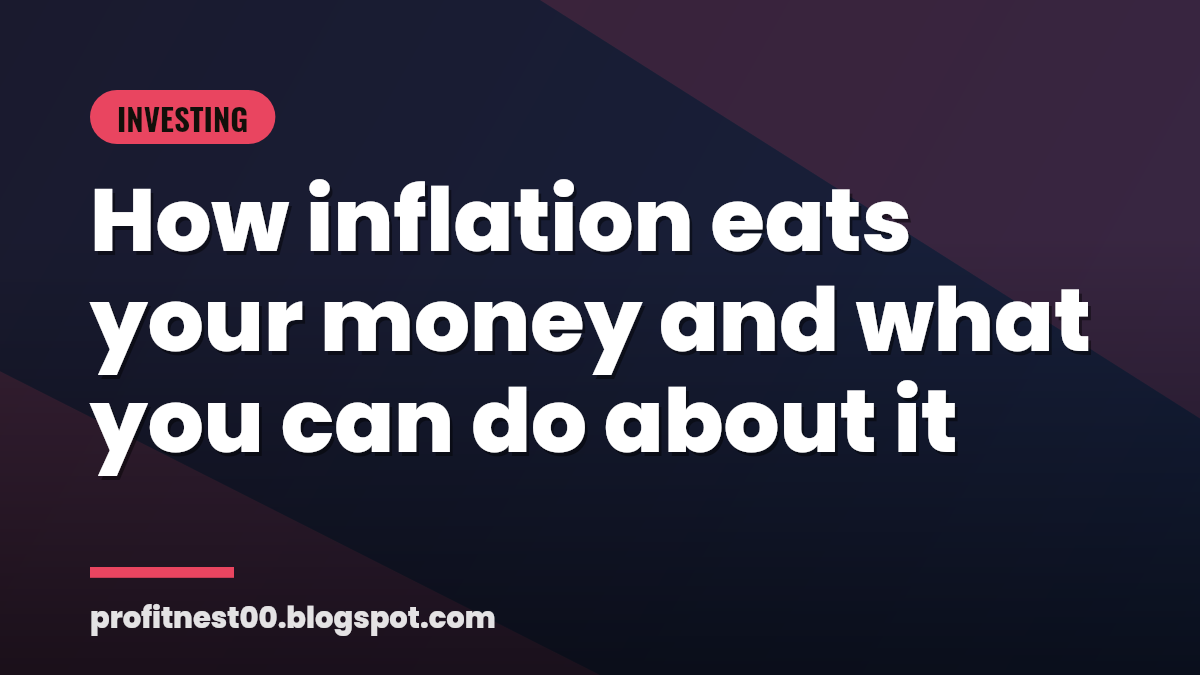 INVESTING
How inflation eats
your money and what
you can do about it
profitnest00.blogspot.com